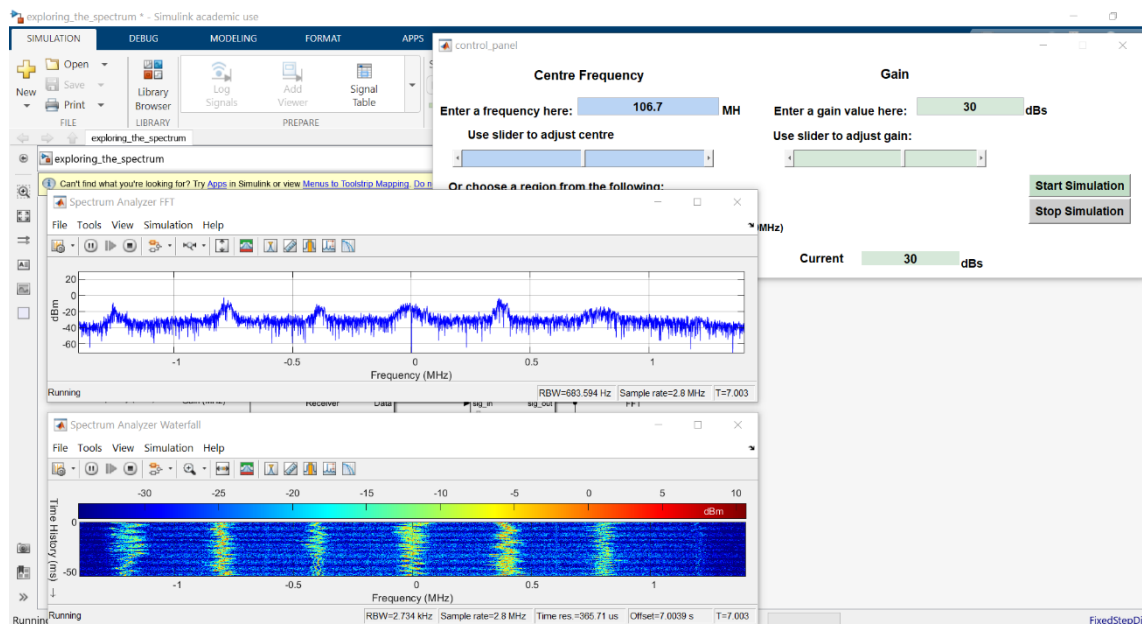 exploring_the_spectrum * - Simulink academic use
SIMULATION DEBUG MODELING FORMAT APPS
New
Open
Save
Print
FILE
Library Browser
LIBRARY
Log Signals
Add Viewer
Signal Table
PREPARE
exploring_the_spectrum
exploring_the_spectrum
Can't find what you're looking for? Try Apps in Simulink or view Menus to Toolstrip Mapping. Do n
control_panel
Centre Frequency Gain
Enter a frequency here: 106.7 MH Enter a gain value here: 30 dBs
Use slider to adjust centre Use slider to adjust gain:
Or choose a region from the following:
Start Simulation
Stop Simulation
MHz)
Current 30 dBs
Spectrum Analyzer FFT
File Tools View Simulation Help
20
0
-20
-40
-60
dBm
-1 -0.5 0 0.5 1
Frequency (MHz)
Running RBW=683.594 Hz Sample rate=2.8 MHz T=7.003
Receiver Data sig_in sig_out FFT
Spectrum Analyzer Waterfall
File Tools View Simulation Help
-30 -25 -20 -15 -10 -5 0 5 10
dBm
Time History (ms)
0
-50
-1 -0.5 0 0.5 1
Frequency (MHz)
Running RBW=2.734 kHz Sample rate=2.8 MHz Time res.=365.71 us Offset=7.0039 s T=7.003
Runnin
FixedStepD